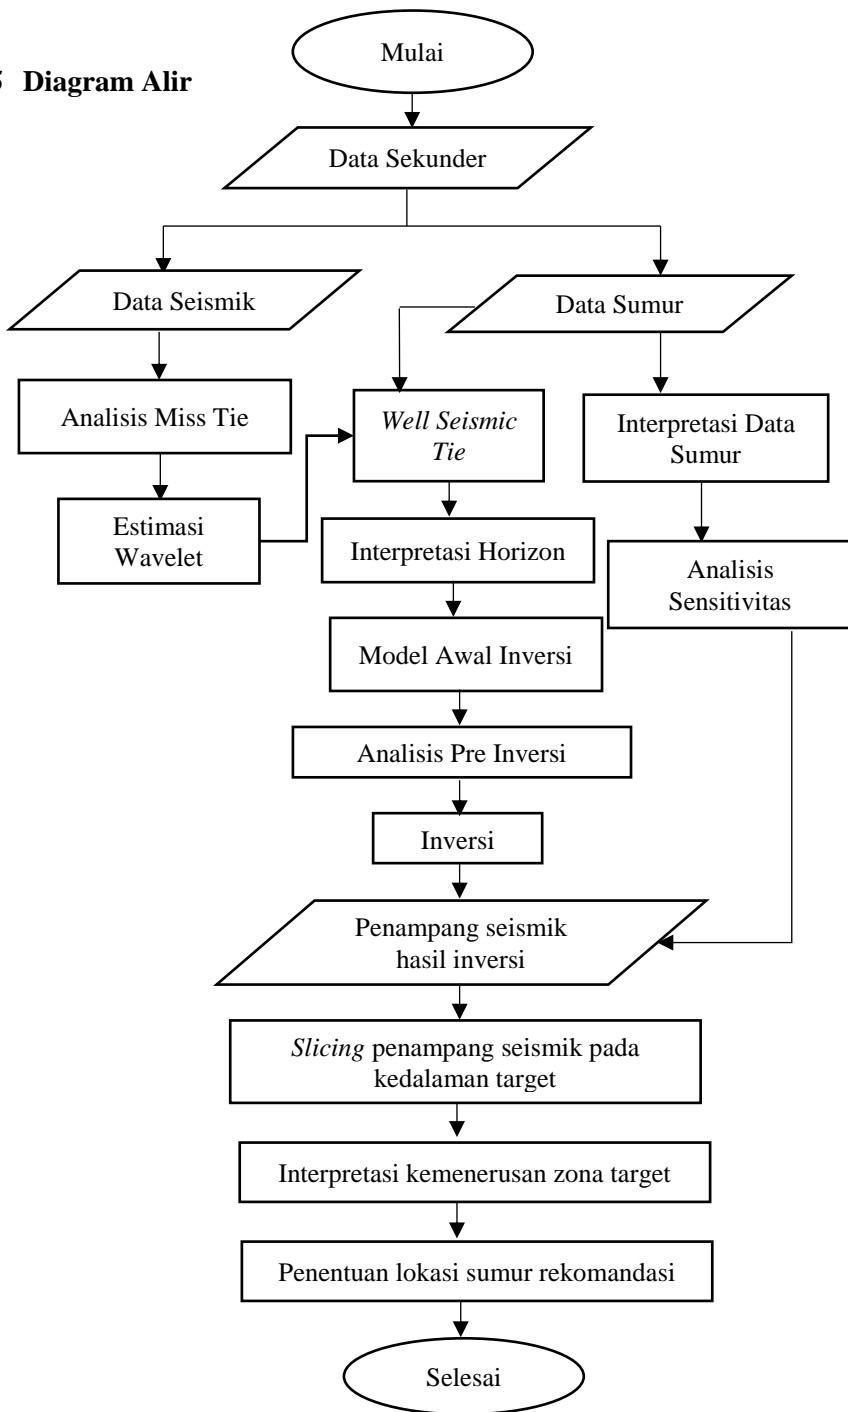 Mulai
Diagram Alir
Data Sekunder
Data Seismik
Data Sumur
Analisis Miss Tie
Well Seismic
Tie
Interpretasi Data
Sumur
Estimasi
Wavelet
Interpretasi Horizon
Analisis
Sensitivitas
Model Awal Inversi
Analisis Pre Inversi
Inversi
Penampang seismik
hasil inversi
Slicing penampang seismik pada
kedalaman target
Interpretasi kemenerusan zona target
Penentuan lokasi sumur rekomandasi
Selesai